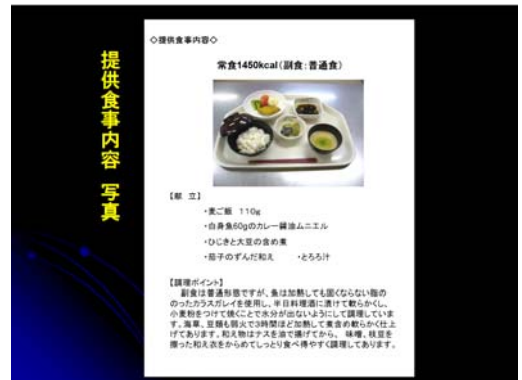 提供食事内容 写真
◇提供食事内容◇
常食1450kcal(副食:普通食)
【献 立】
・麦ご飯 110g
・白身魚60gのカレー醤油ムニエル
・ひじきと大豆の含め煮
・茄子のずんだ和え ・とろろ汁
【調理ポイント】
副食は普通形態ですが、魚は加熱しても固くならない脂の
のったカラスガレイを使用し、半日料理酒に漬けて軟らかくし、
小麦粉をつけて焼くことで水分が出ないようにして調理していま
す。海草、豆類も弱火で3時間ほど加熱して煮含め軟らかく仕上
げてあります。和え物はナスを油で揚げてから、味噌、枝豆を
摺った和え衣をからめてしっとり食べ得やすく調理してあります。